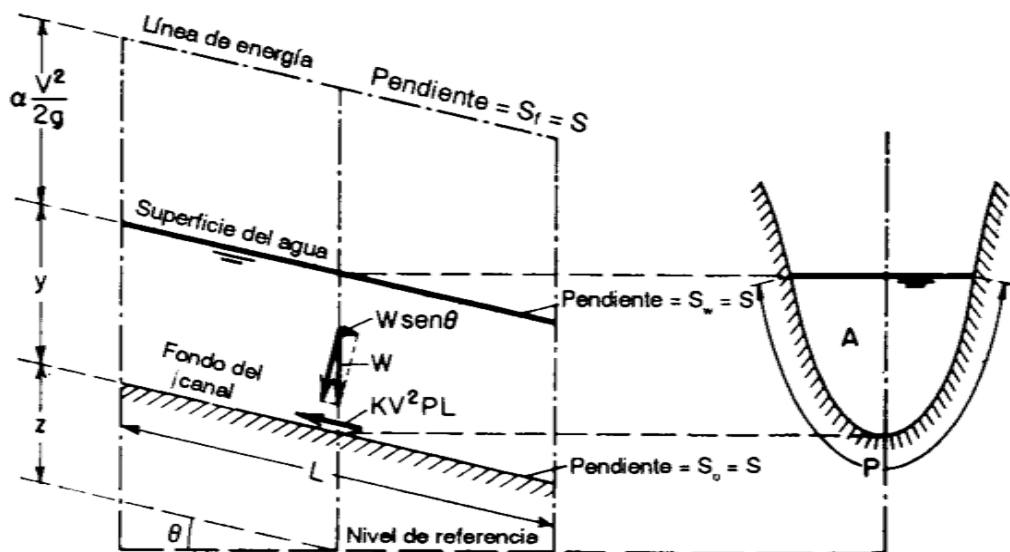 Línea de energía
Pendiente = S_f = S
α V²/2g
Superficie del agua
y
Pendiente = S_w = S
W senθ
W
A
Fondo del
canal
KV²PL
z
P
L
Pendiente = S_o = S
θ
Nivel de referencia